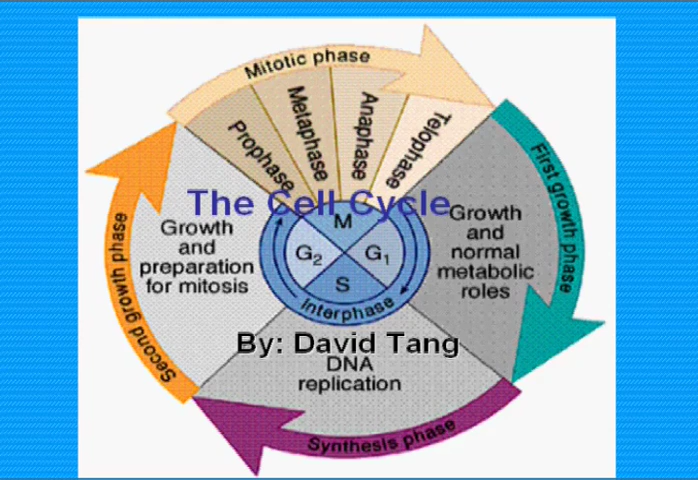 Mitotic phase
Prophase
Metaphase
Anaphase
Telophase
First growth phase
Second growth phase
The Cell Cycle
Growth
and
preparation
for mitosis
M
G2
G1
S
Interphase
Growth
and
normal
metabolic
roles
By: David Tang
DNA
replication
Synthesis phase